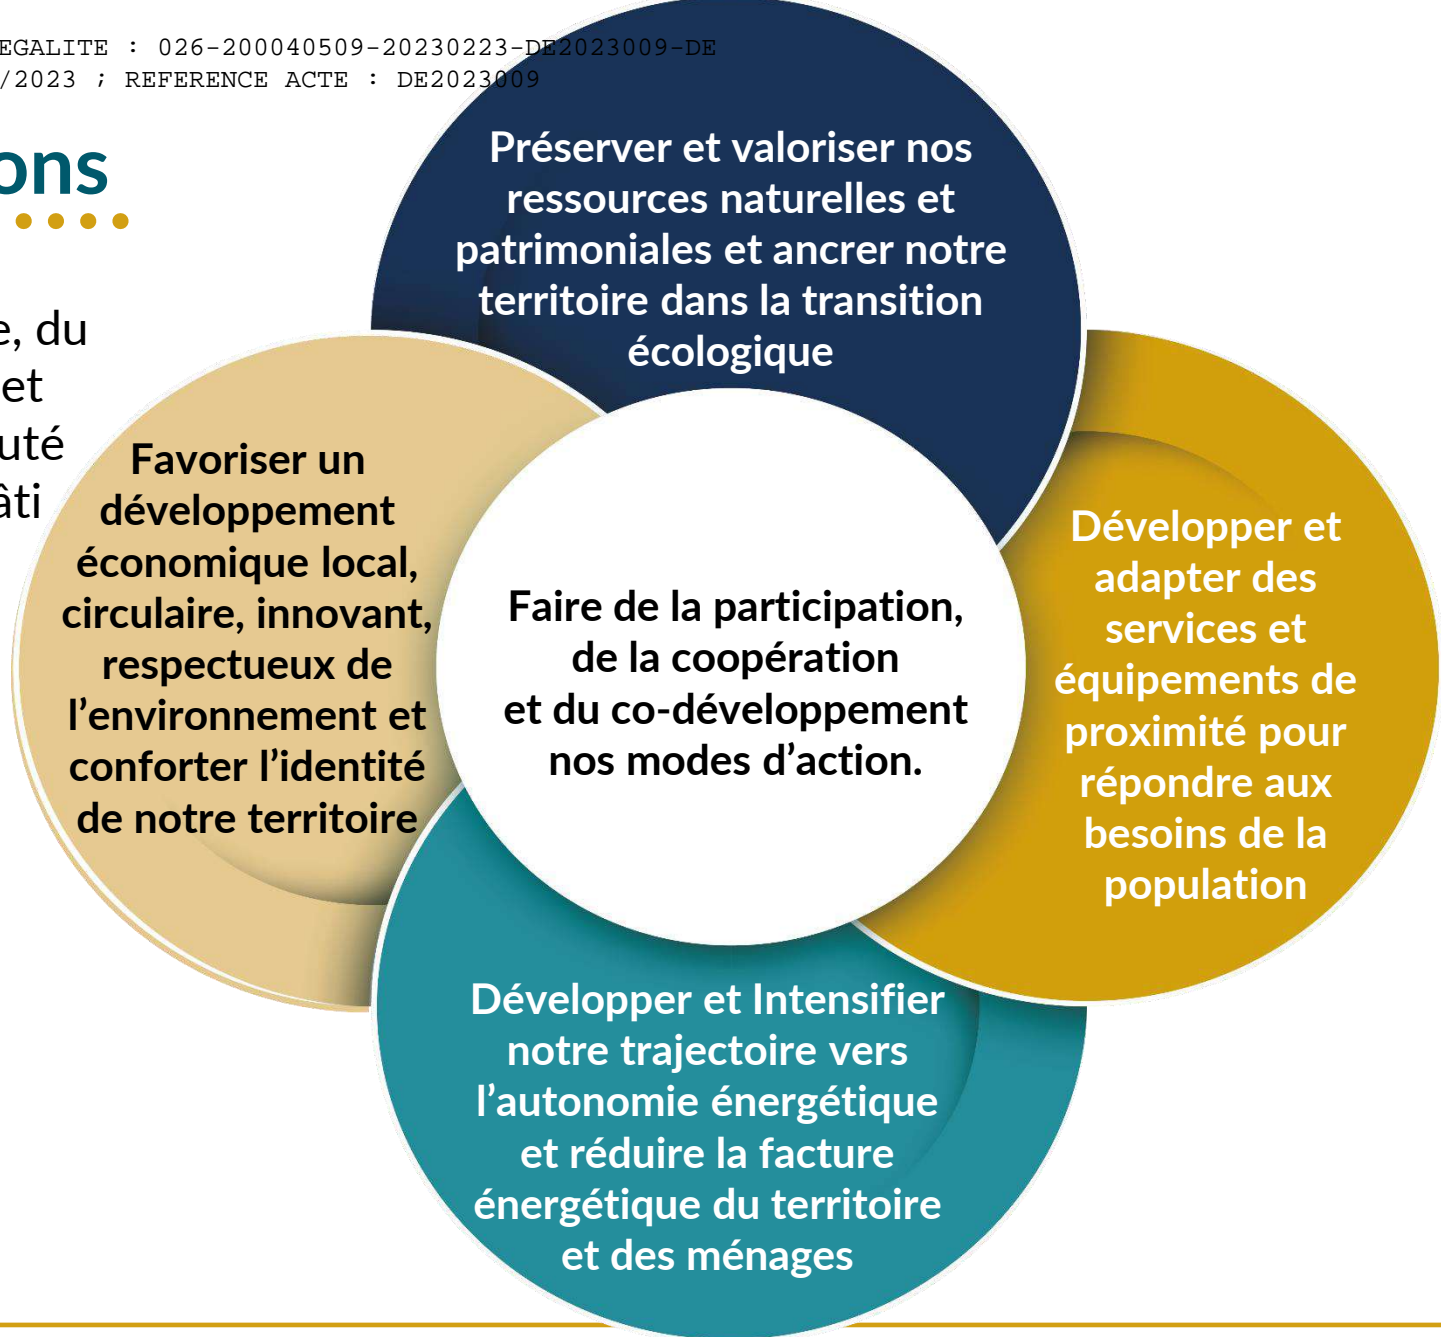 EGALITE : 026-200040509-20230223-DE2023009-DE
/2023 ; REFERENCE ACTE : DE2023009
ons
e, du
et
uté
âti
Préserver et valoriser nos
ressources naturelles et
patrimoniales et ancrer notre
territoire dans la transition
écologique
Favoriser un
développement
économique local,
circulaire, innovant,
respectueux de
l’environnement et
conforter l’identité
de notre territoire
Faire de la participation,
de la coopération
et du co-développement
nos modes d’action.
Développer et
adapter des
services et
équipements de
proximité pour
répondre aux
besoins de la
population
Développer et Intensifier
notre trajectoire vers
l’autonomie énergétique
et réduire la facture
énergétique du territoire
et des ménages